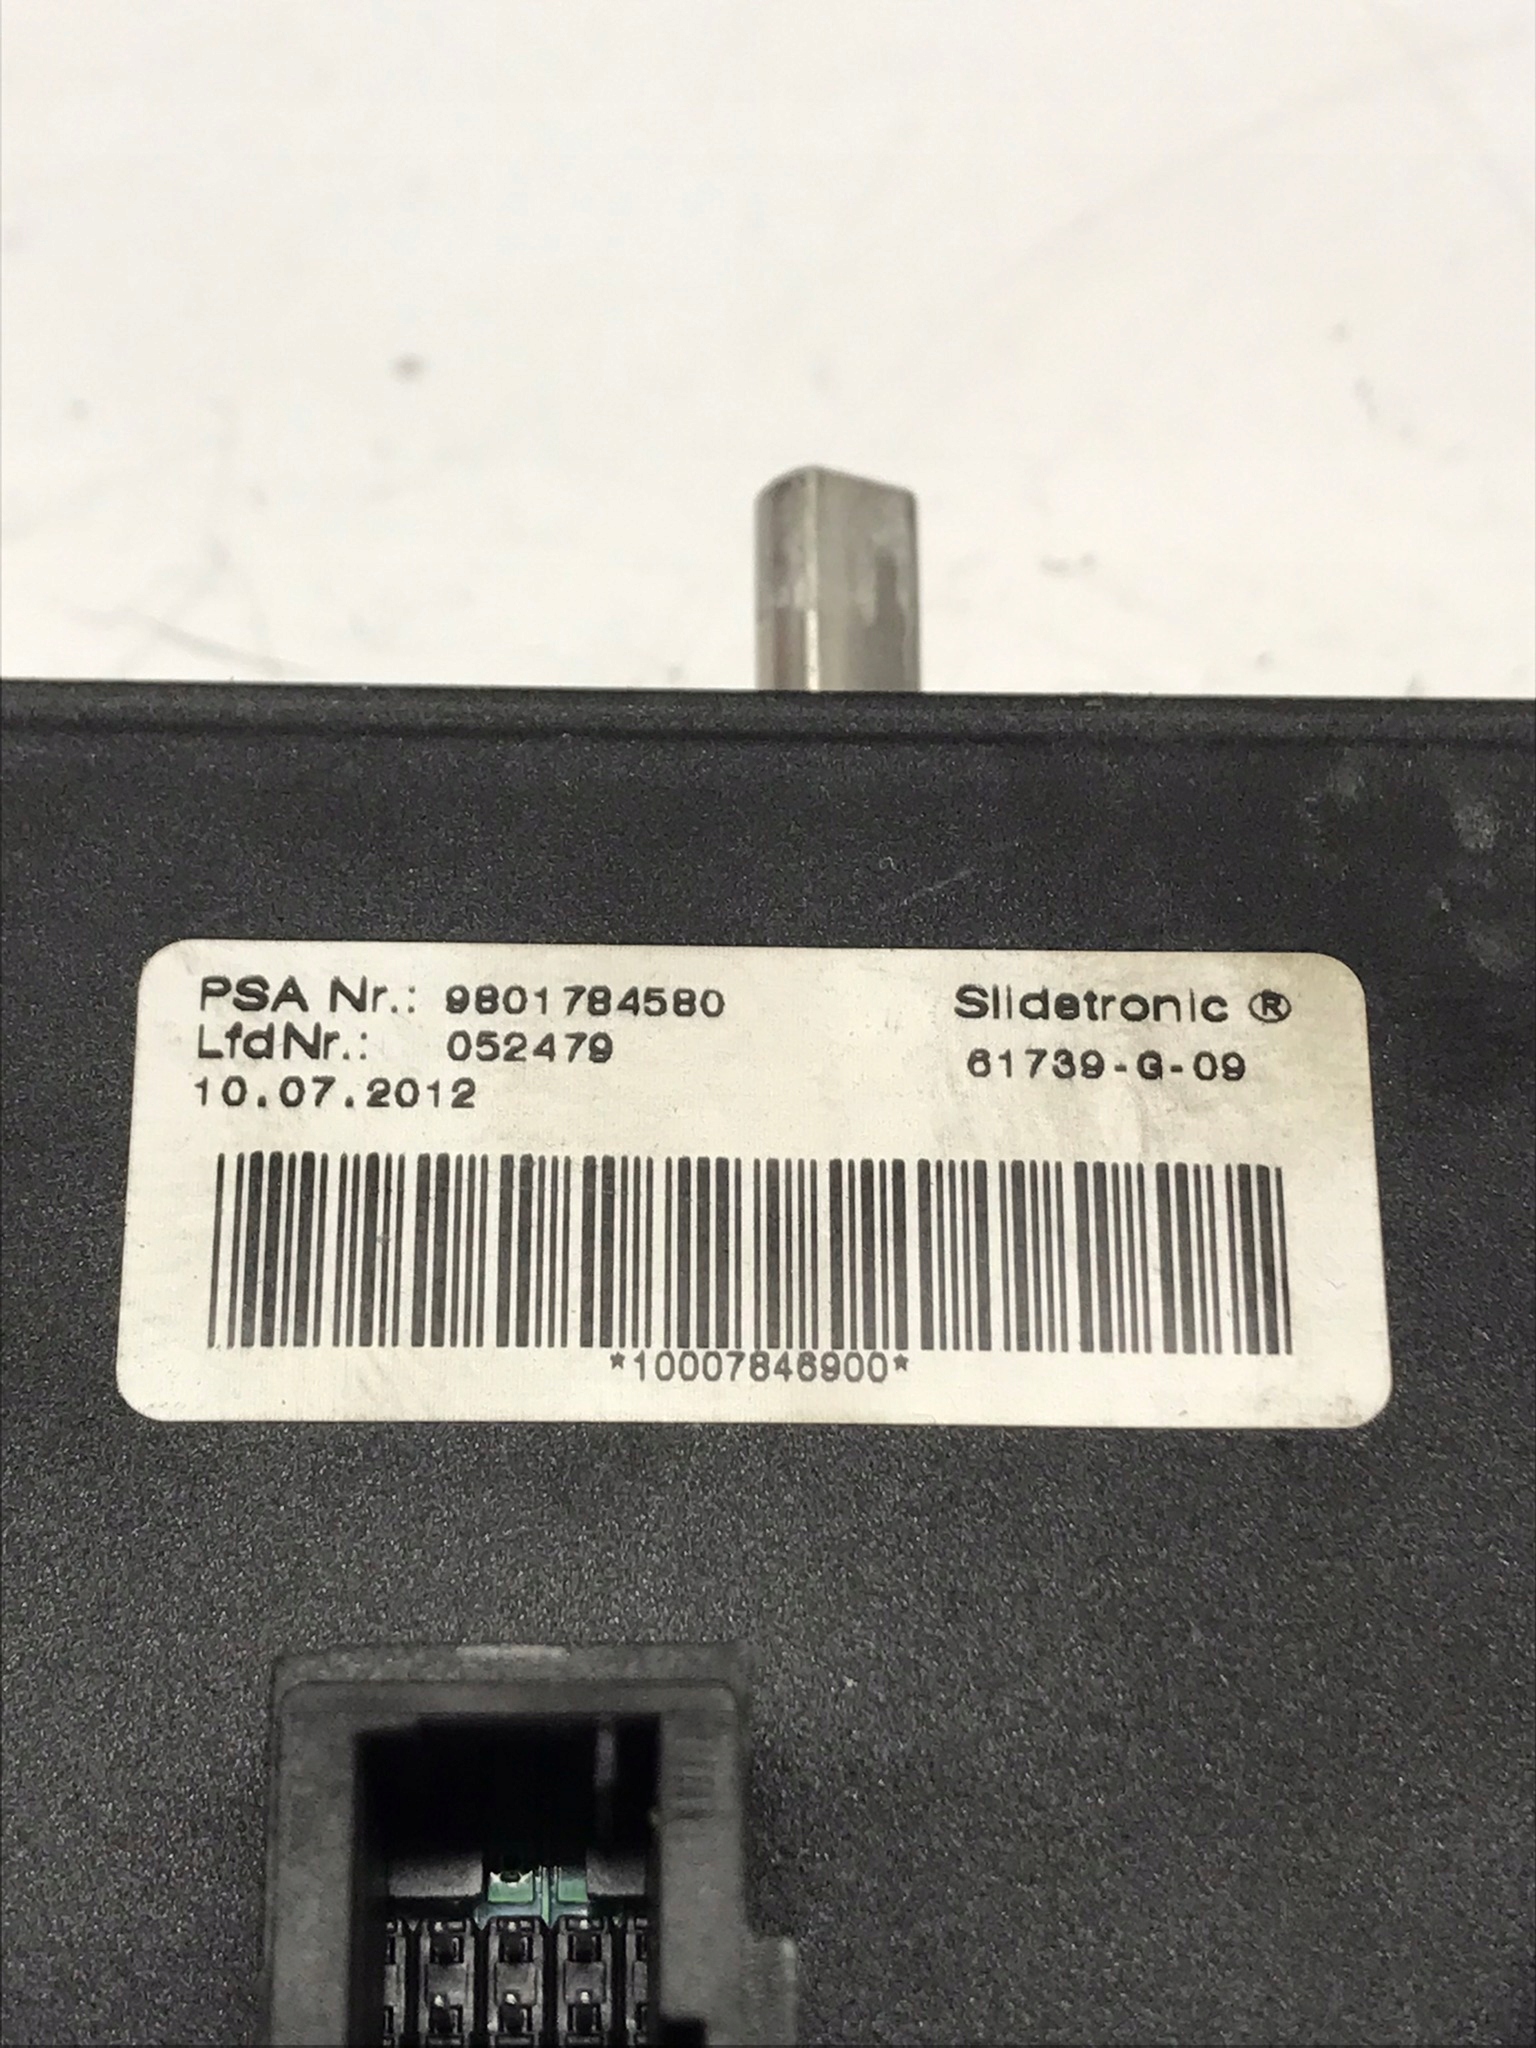 PSA Nr.: 9801784580
LfdNr.: 052479
10.07.2012
Slidetronic ®
61739-G-09
*10007846900*